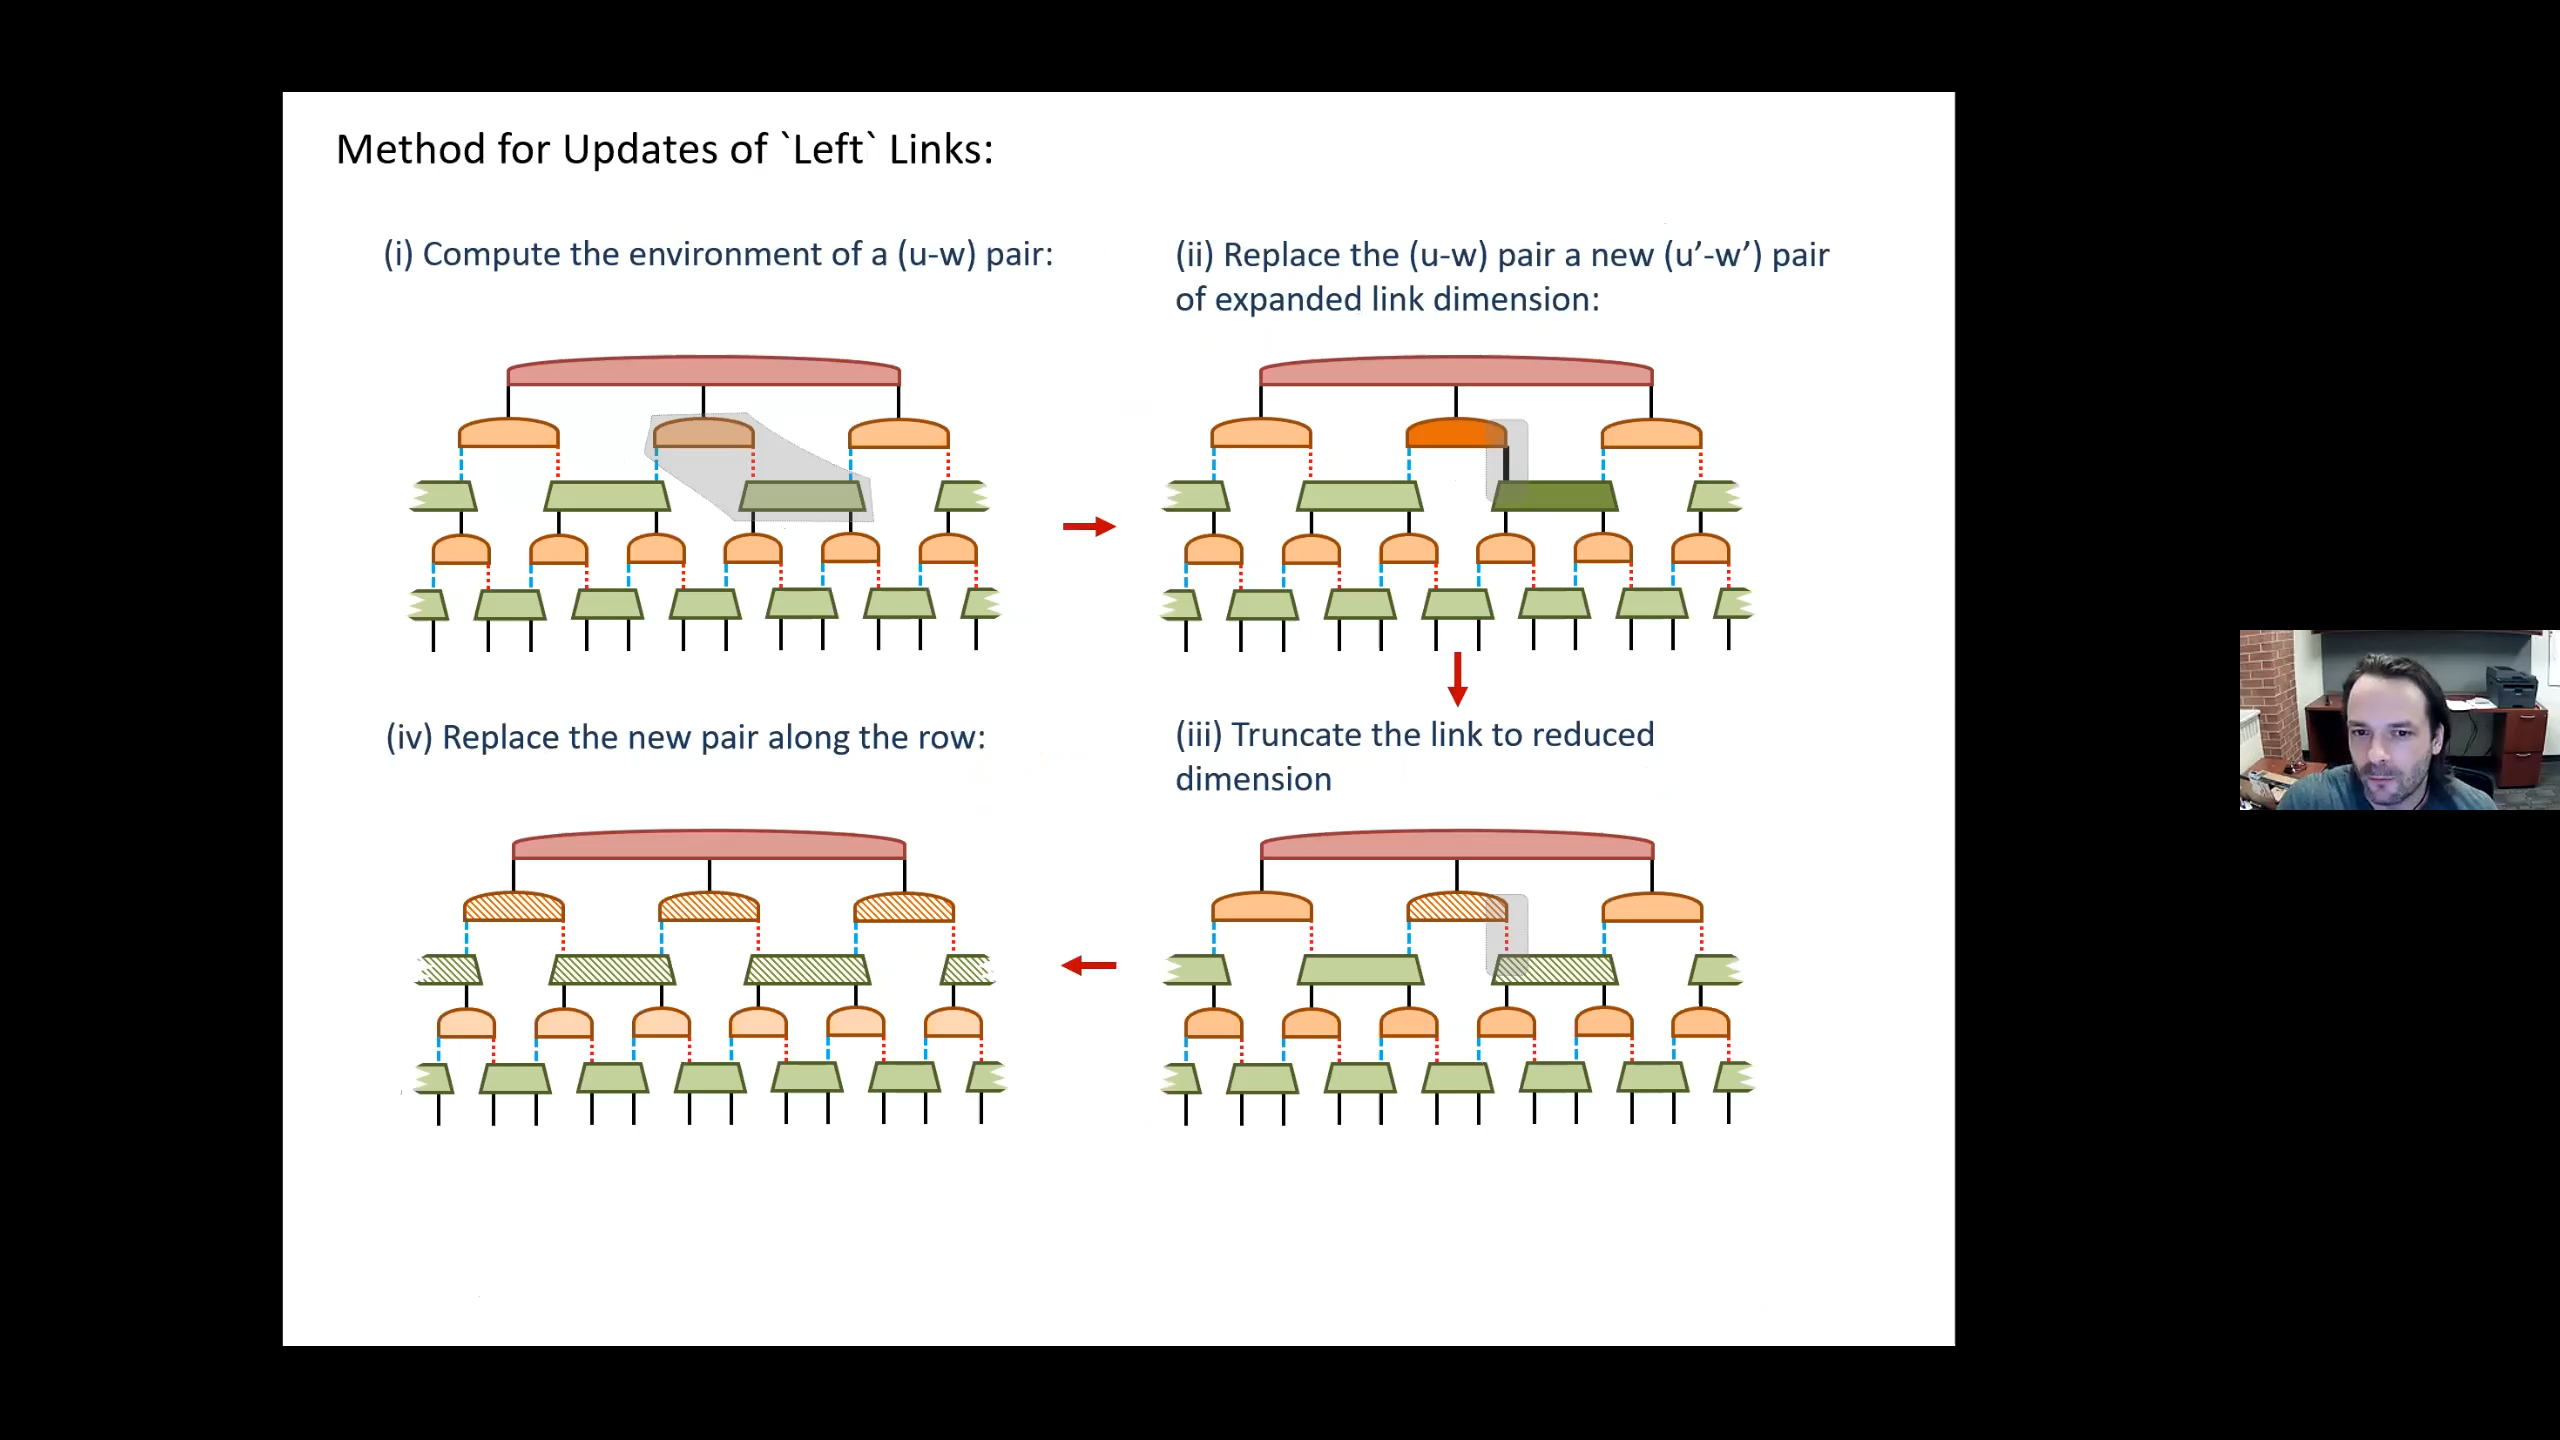 Method for Updates of `Left` Links:
(i) Compute the environment of a (u-w) pair:
(ii) Replace the (u-w) pair a new (u’-w’) pair
of expanded link dimension:
(iii) Truncate the link to reduced
dimension
(iv) Replace the new pair along the row: